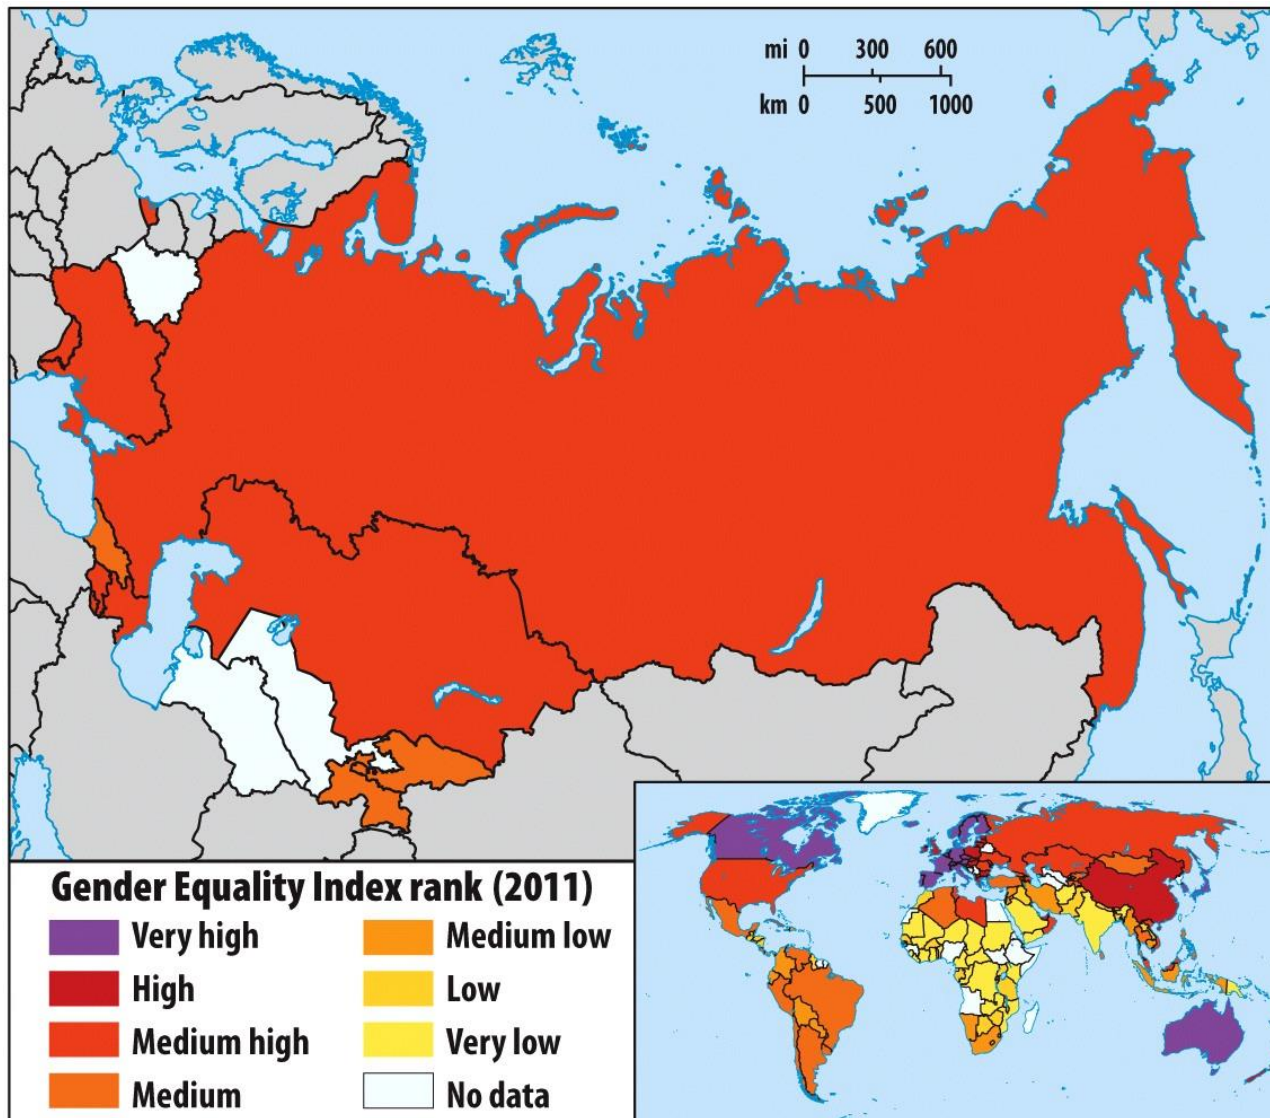 mi 0 300 600
km 0 500 1000
Gender Equality Index rank (2011)
Very high
High
Medium high
Medium
Medium low
Low
Very low
No data